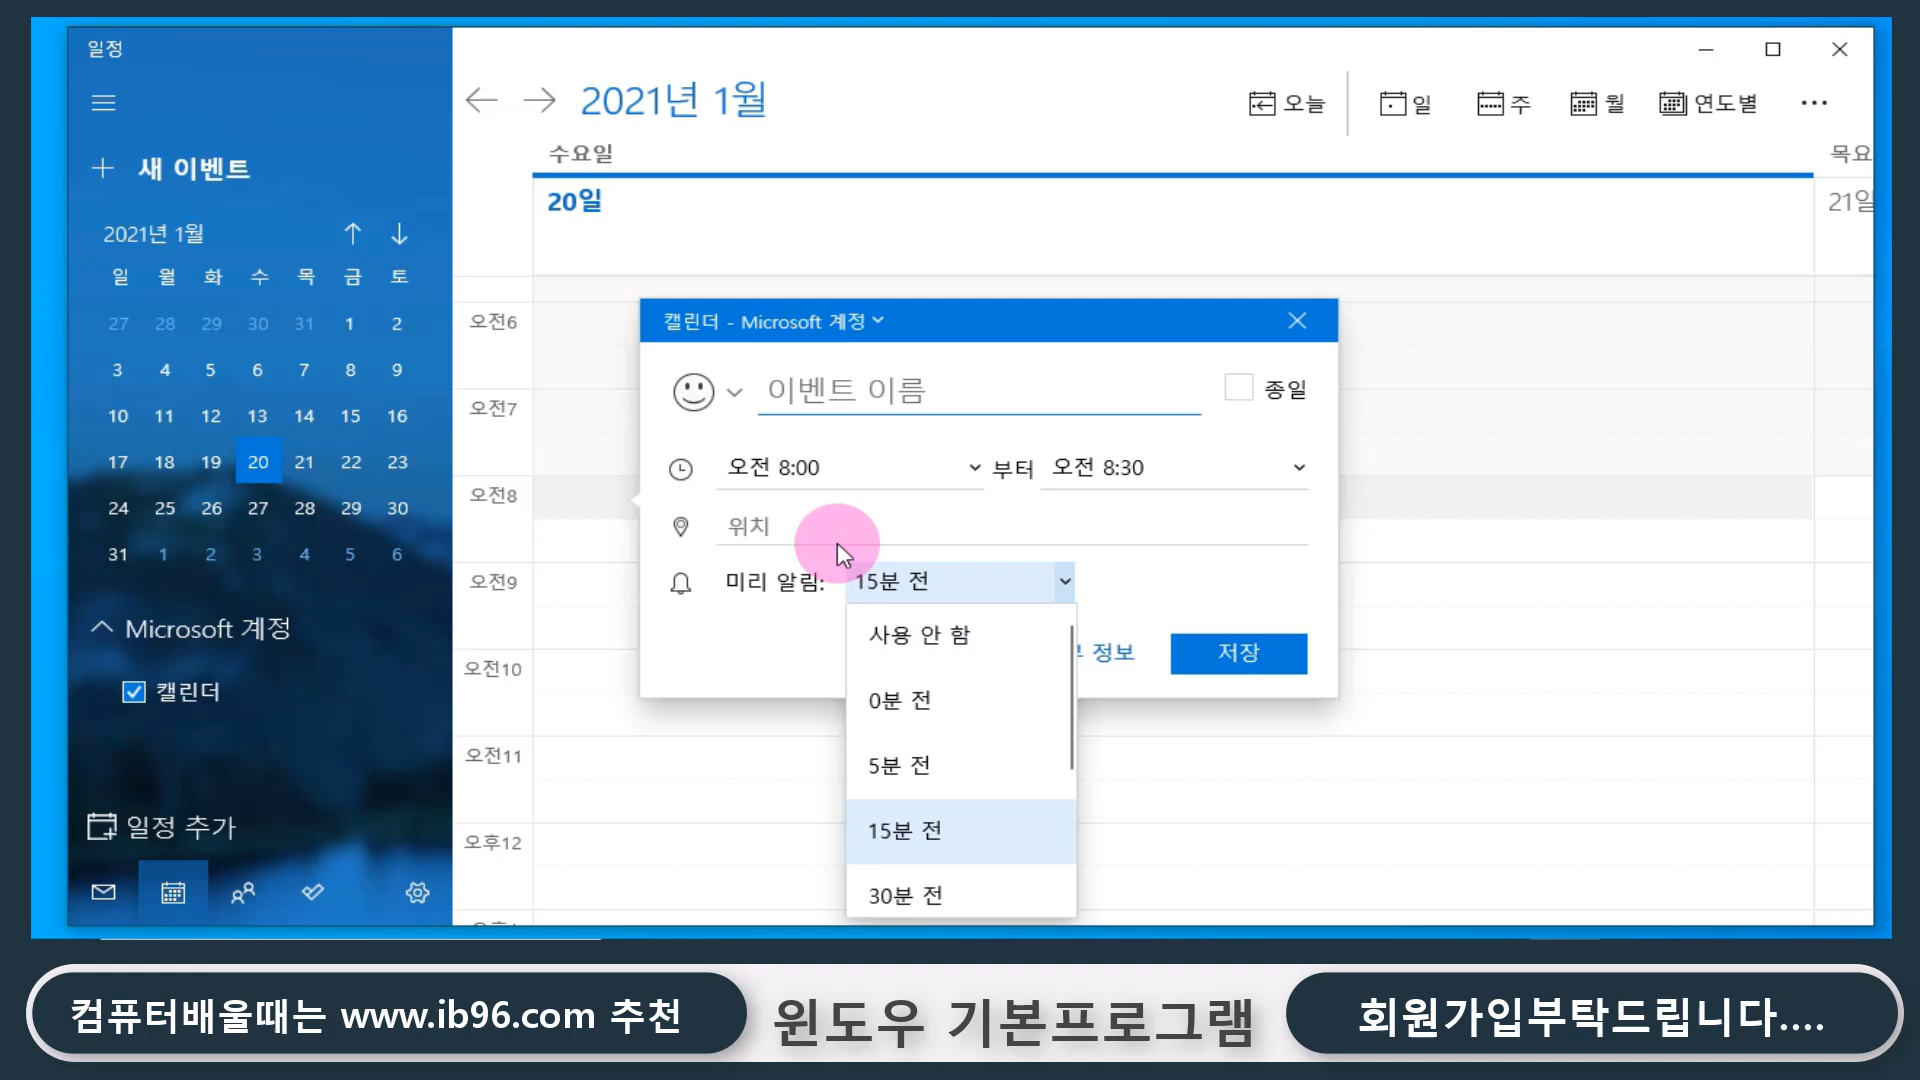 일정
새 이벤트
2021년 1월
일 월 화 수 목 금 토
27 28 29 30 31 1 2
3 4 5 6 7 8 9
10 11 12 13 14 15 16
17 18 19 20 21 22 23
24 25 26 27 28 29 30
31 1 2 3 4 5 6
Microsoft 계정
캘린더
일정 추가
2021년 1월
오늘 일 주 월 연도별
수요일 목요
20일 21일
오전6
오전7
오전8
오전9
오전10
오전11
오후12
캘린더 - Microsoft 계정
이벤트 이름 종일
오전 8:00 부터 오전 8:30
위치
미리 알림: 15분 전
사용 안 함
0분 전
5분 전
15분 전
30분 전
정보 저장
컴퓨터배울때는 www.ib96.com 추천
윈도우 기본프로그램
회원가입부탁드립니다....